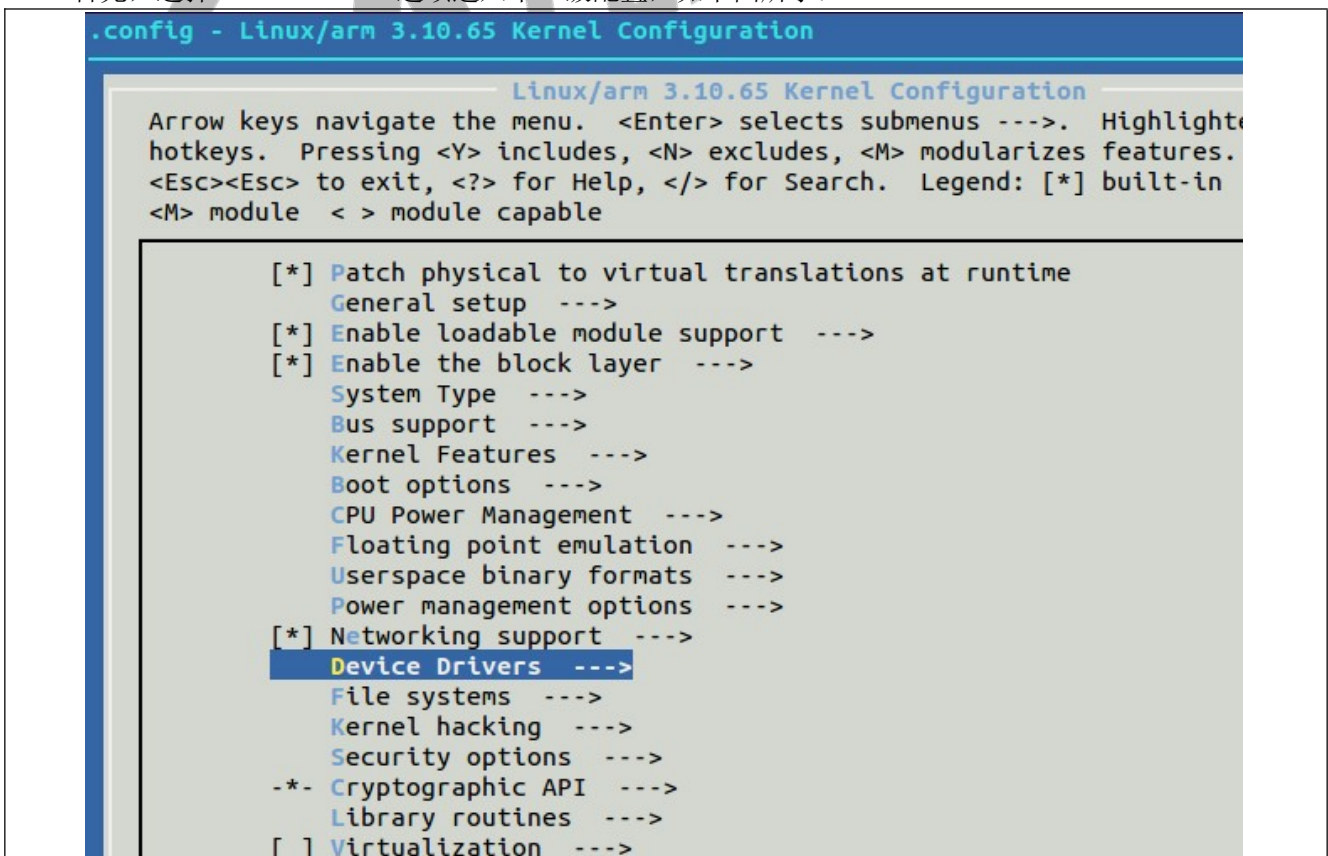 .config - Linux/arm 3.10.65 Kernel Configuration
Linux/arm 3.10.65 Kernel Configuration
Arrow keys navigate the menu. <Enter> selects submenus --->. Highlighte
hotkeys. Pressing <Y> includes, <N> excludes, <M> modularizes features.
<Esc><Esc> to exit, <?> for Help, </> for Search. Legend: [*] built-in
<M> module < > module capable
[*] Patch physical to virtual translations at runtime
General setup --->
[*] Enable loadable module support --->
[*] Enable the block layer --->
System Type --->
Bus support --->
Kernel Features --->
Boot options --->
CPU Power Management --->
Floating point emulation --->
Userspace binary formats --->
Power management options --->
[*] Networking support --->
Device Drivers --->
File systems --->
Kernel hacking --->
Security options --->
-*- Cryptographic API --->
Library routines --->
[ ] Virtualization --->